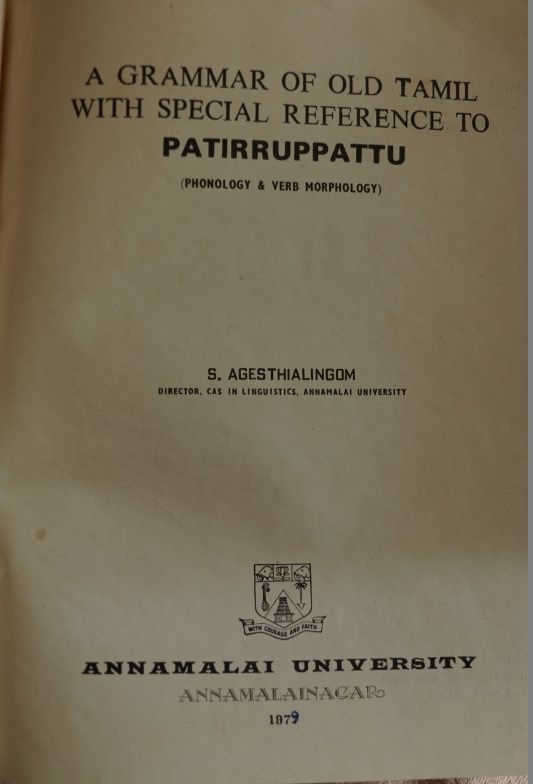 A GRAMMAR OF OLD TAMIL
WITH SPECIAL REFERENCE TO
PATIRRUPPATTU
(PHONOLOGY & VERB MORPHOLOGY)
S. AGESTHIALINGOM
DIRECTOR, CAS IN LINGUISTICS, ANNAMALAI UNIVERSITY
WITH COURAGE AND FAITH
ANNAMALAI UNIVERSITY
ANNAMALAINAGAR
1979